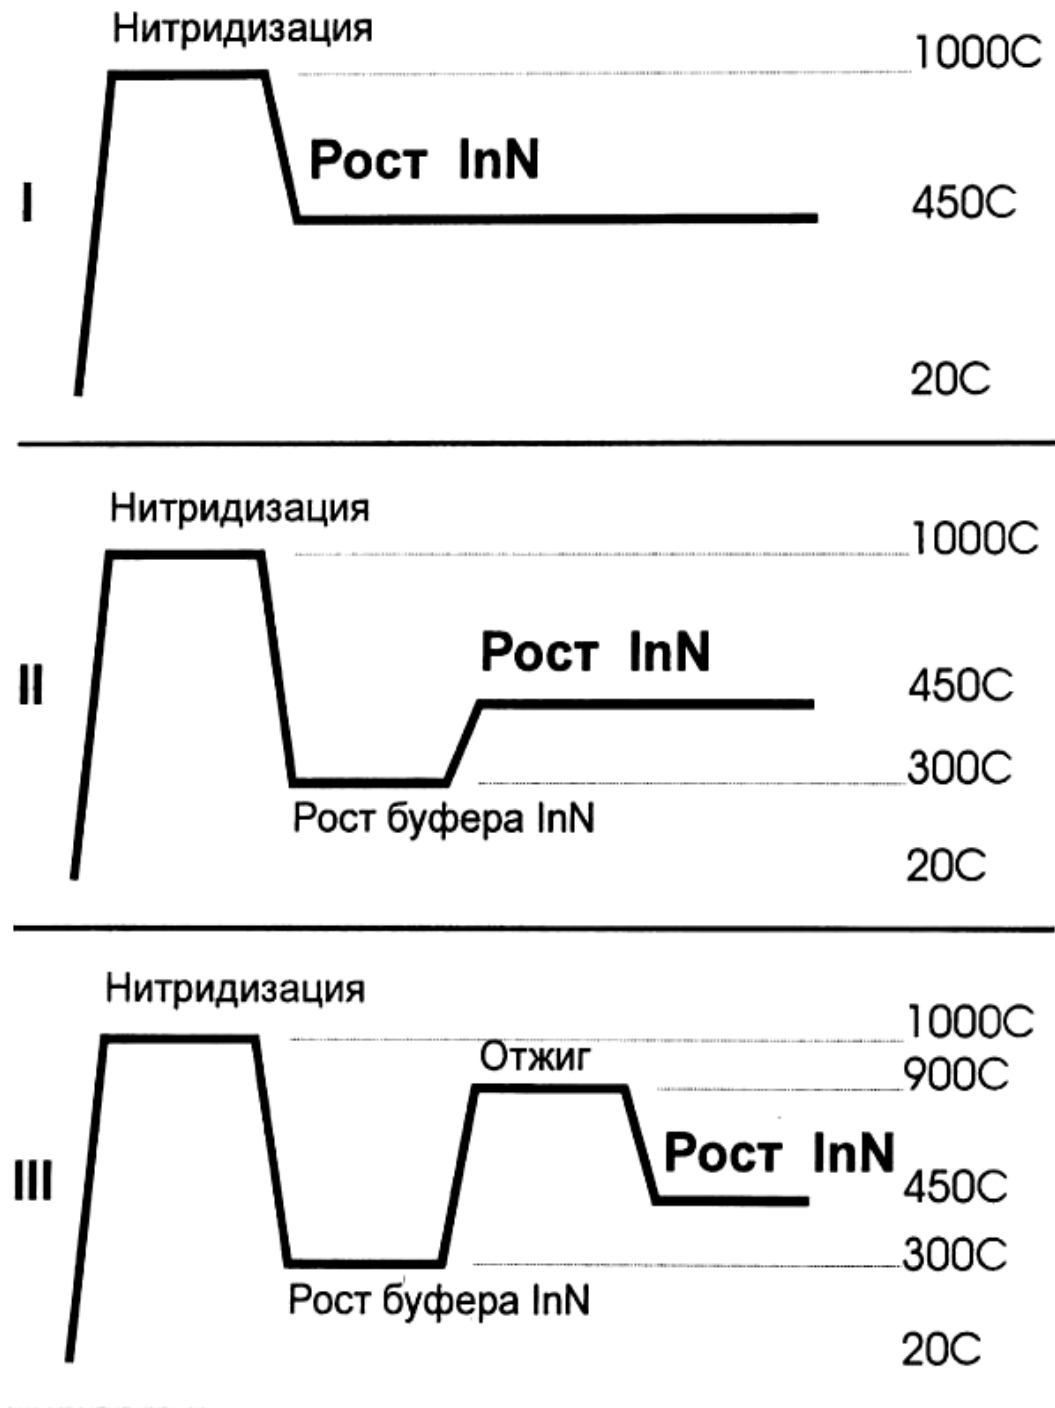 Нитридизация
1000C
Рост InN
I
450C
20C
Нитридизация
1000C
Рост InN
II
450C
300C
Рост буфера InN
20C
Нитридизация
1000C
Отжиг
900C
Рост InN
III
450C
300C
Рост буфера InN
20C